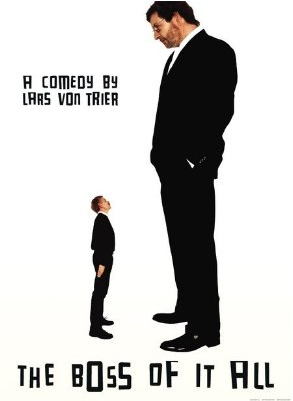 A COMEDY BY
LARS VON TRIER
THE BOSS OF IT ALL